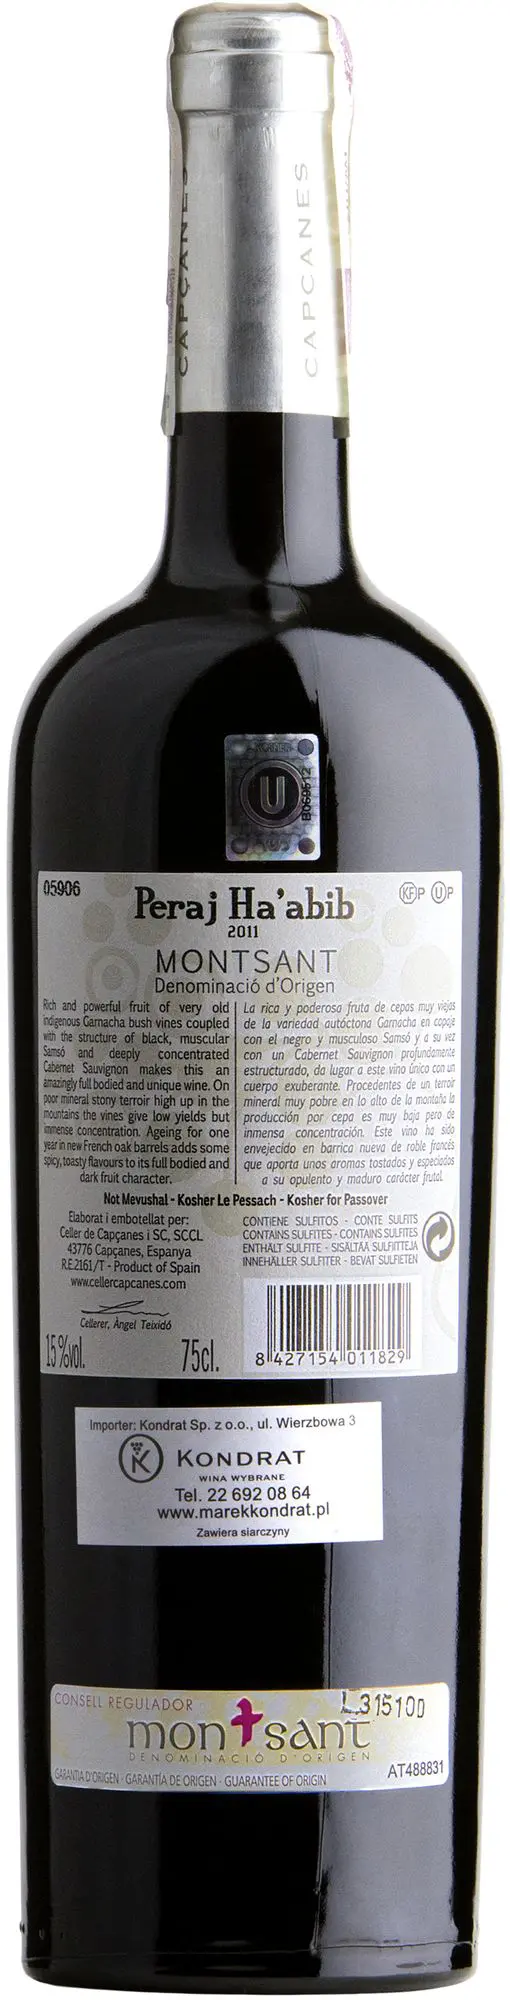 CAPÇANES
CAPÇANES
KOSHER
U
B069512
05906
Peraj Ha'abib
KF P U P
2011
MONTSANT
Denominació d'Origen
Rich and powerful fruit of very old
indigenous Garnacha bush vines coupled
with the structure of black, muscular
Samsó and deeply concentrated
Cabernet Sauvignon makes this an
amazingly full bodied and unique wine. On
poor mineral stony terroir high up in the
mountains the vines give low yields but
immense concentration. Ageing for one
year in new French oak barrels adds some
spicy, toasty flavours to its full bodied and
dark fruit character.
La rica y poderosa fruta de cepas muy viejas
de la variedad autóctona Garnacha en copaje
con el negro y musculoso Samsó y a su vez
con un Cabernet Sauvignon profundamente
estructurado, da lugar a este vino único con un
cuerpo exuberante. Procedentes de un terroir
mineral muy pobre en lo alto de la montaña la
producción por cepa es muy baja pero de
inmensa concentración. Este vino ha sido
envejecido en barrica nueva de roble francés
que aporta unos aromas tostados y especiados
a su opulento y maduro carácter frutal.
Not Mevushal - Kosher Le Pessach - Kosher for Passover
Elaborat i embotellat per:
Celler de Capçanes i SC, SCCL
43776 Capçanes, Espanya
R.E.2161/T - Product of Spain
www.cellercapcanes.com
Cellerer, Àngel Teixidó
15%vol. 75cl.
CONTIENE SULFITOS - CONTE SULFITS
CONTAINS SULFITES - CONTAINS SULFITES
ENTHÄLT SULFITE - SISÄLTÄÄ SULFIITTEJA
INNEHÅLLER SULFITER - BEVAT SULFIETEN
8 427154 011829
Importer: Kondrat Sp. z o.o., ul. Wierzbowa 3
K KONDRAT
WINA WYBRANE
Tel. 22 692 08 64
www.marekkondrat.pl
Zawiera siarczyny
CONSELL REGULADOR
L31510D
montsant
DENOMINACIÓ D'ORIGEN
GARANTIA D'ORIGEN - GARANTÍA DE ORIGEN - GUARANTEE OF ORIGIN
AT488831